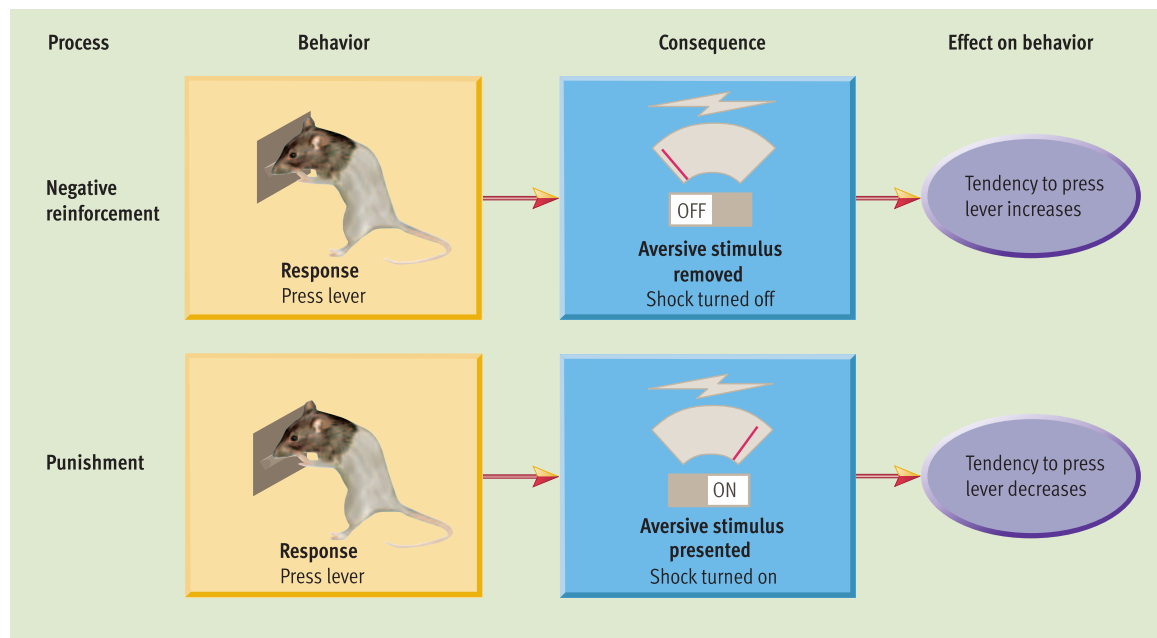 Process
Behavior
Consequence
Effect on behavior
Negative
reinforcement
Response
Press lever
OFF
Aversive stimulus
removed
Shock turned off
Tendency to press
lever increases
Punishment
Response
Press lever
ON
Aversive stimulus
presented
Shock turned on
Tendency to press
lever decreases